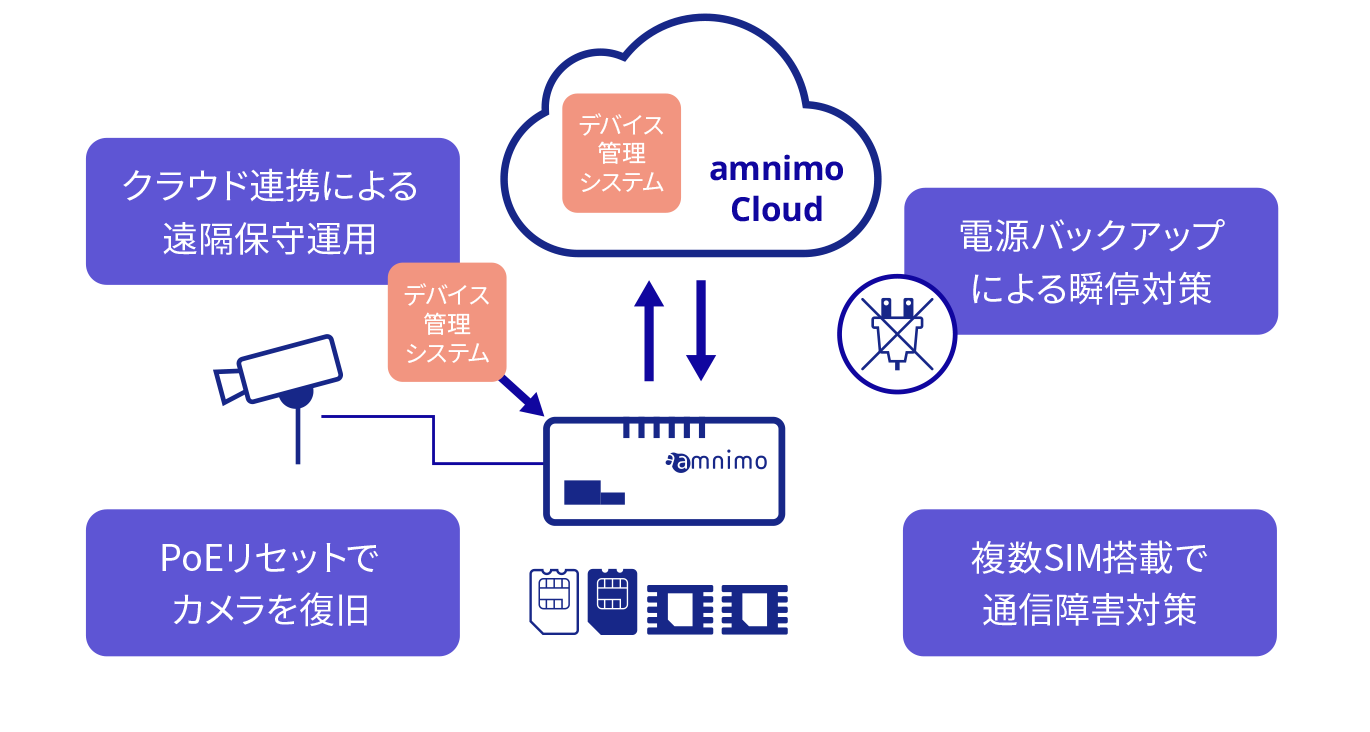 デバイス
管理
システム
amnimo
Cloud
クラウド連携による
遠隔保守運用
電源バックアップ
による瞬停対策
デバイス
管理
システム
amnimo
PoEリセットで
カメラを復旧
複数SIM搭載で
通信障害対策